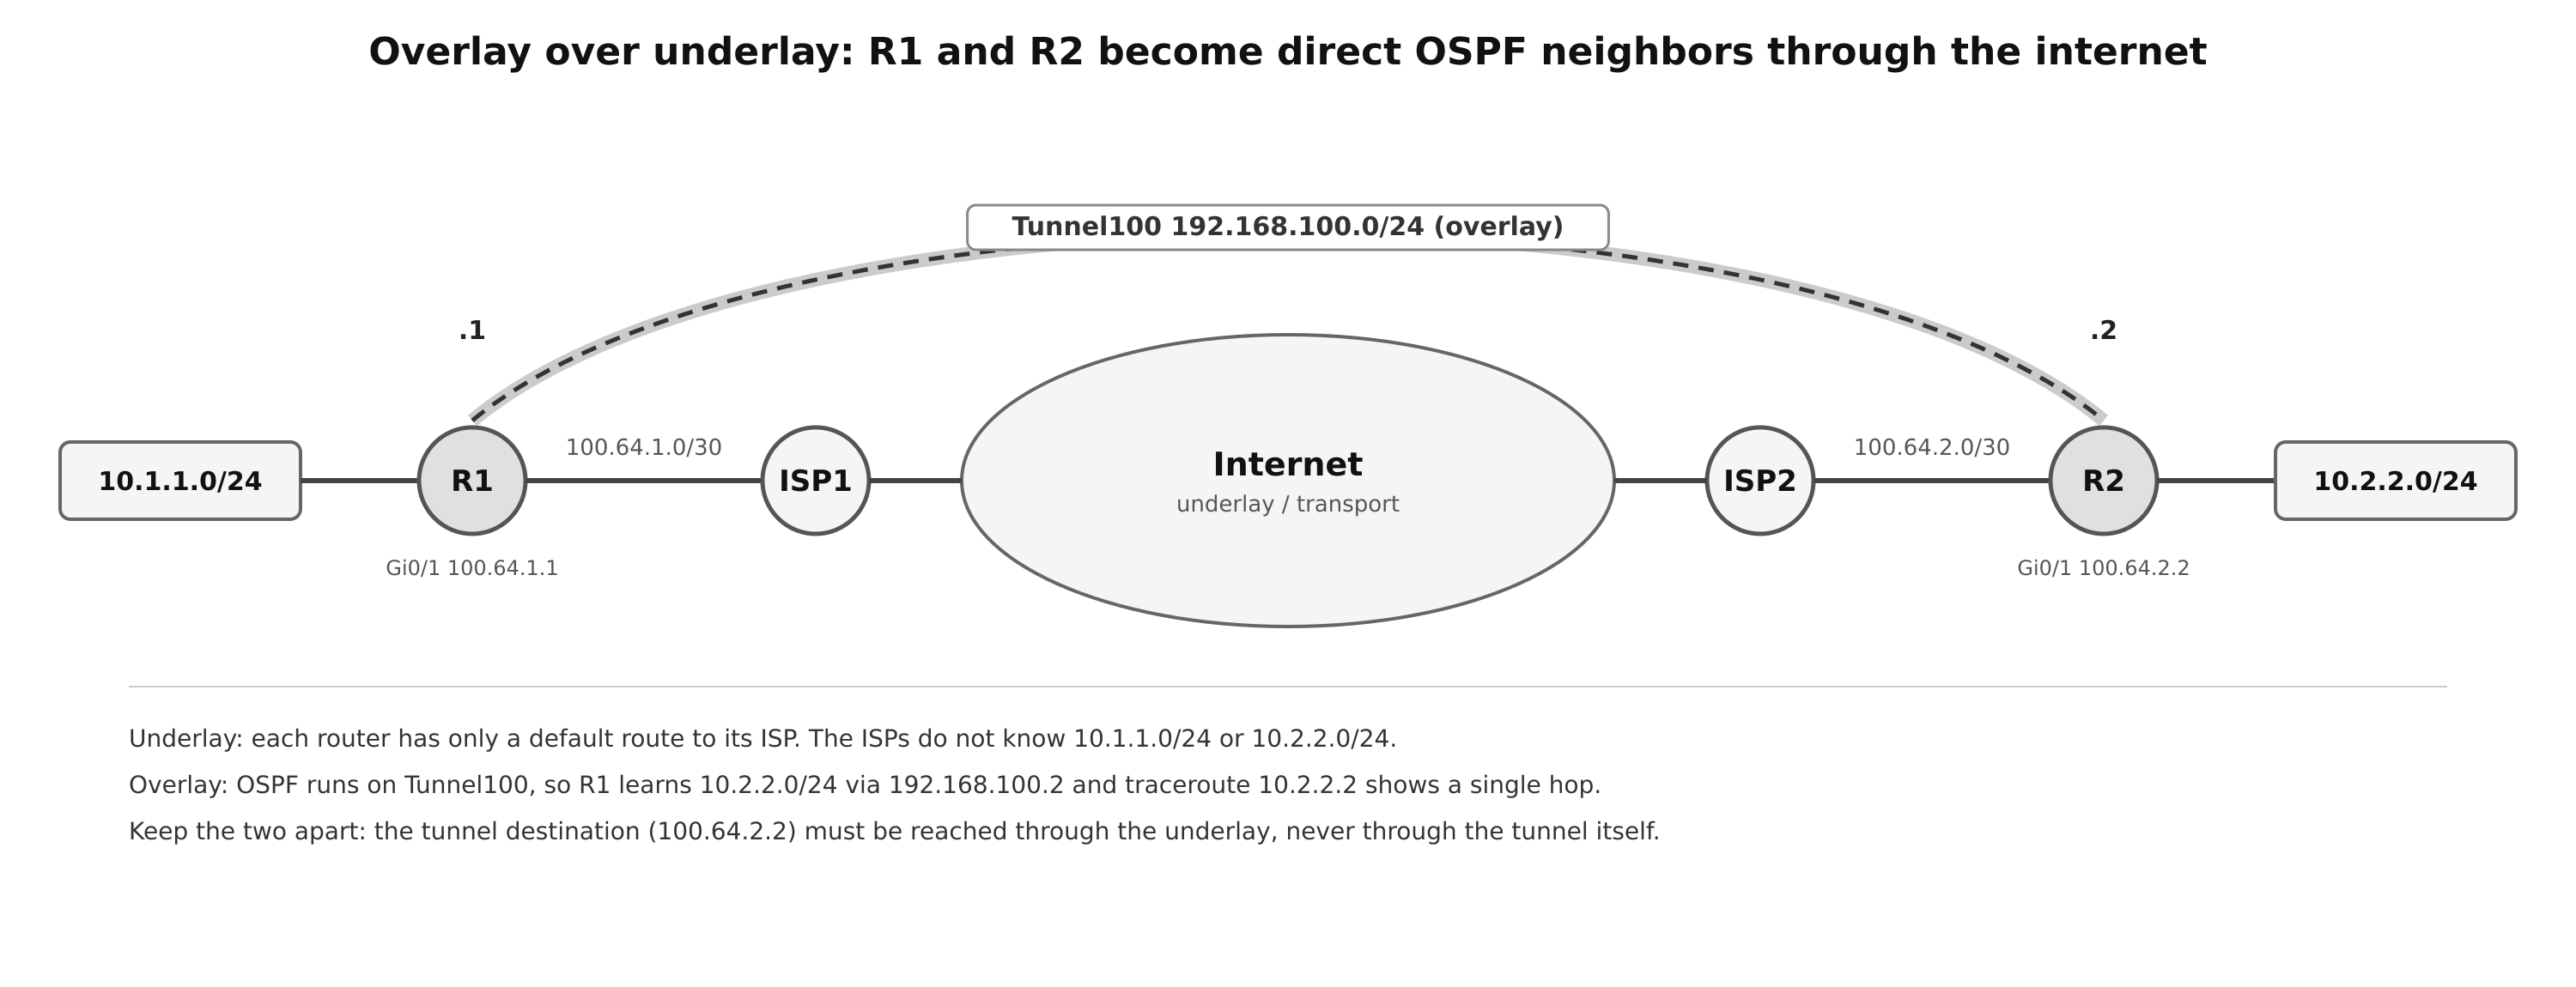 Overlay over underlay: R1 and R2 become direct OSPF neighbors through the internet
Tunnel100 192.168.100.0/24 (overlay)
.1
.2
10.1.1.0/24
R1
100.64.1.0/30
ISP1
Internet
underlay / transport
ISP2
100.64.2.0/30
R2
10.2.2.0/24
Gi0/1 100.64.1.1
Gi0/1 100.64.2.2
Underlay: each router has only a default route to its ISP. The ISPs do not know 10.1.1.0/24 or 10.2.2.0/24.
Overlay: OSPF runs on Tunnel100, so R1 learns 10.2.2.0/24 via 192.168.100.2 and traceroute 10.2.2.2 shows a single hop.
Keep the two apart: the tunnel destination (100.64.2.2) must be reached through the underlay, never through the tunnel itself.